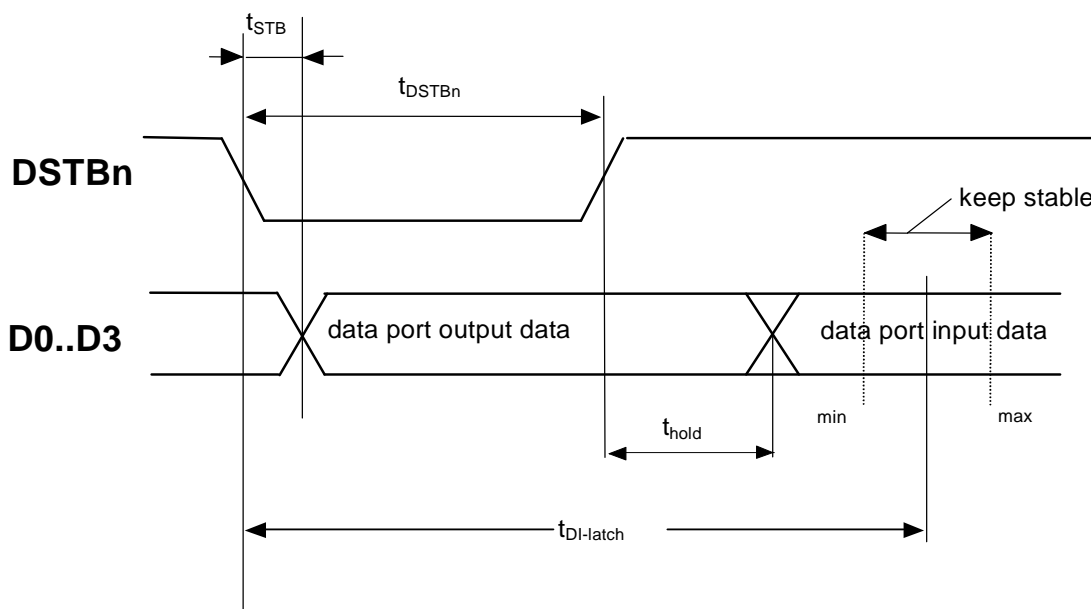 tSTB
tDSTBn
DSTBn
keep stable
D0..D3
data port output data
data port input data
min
max
thold
tDI-latch